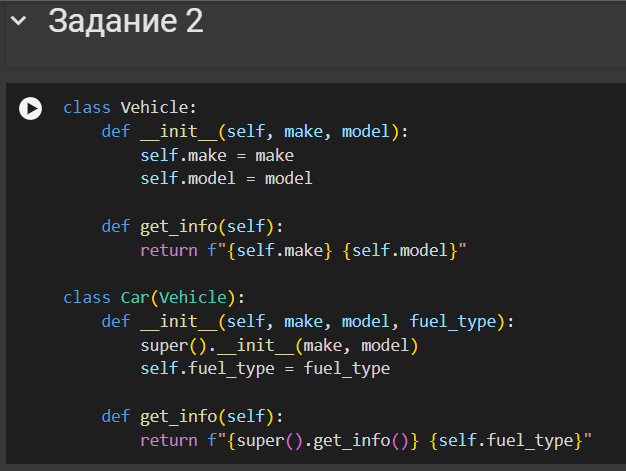 Задание 2
class Vehicle:
    def __init__(self, make, model):
        self.make = make
        self.model = model

    def get_info(self):
        return f"{self.make} {self.model}"

class Car(Vehicle):
    def __init__(self, make, model, fuel_type):
        super().__init__(make, model)
        self.fuel_type = fuel_type

    def get_info(self):
        return f"{super().get_info()} {self.fuel_type}"